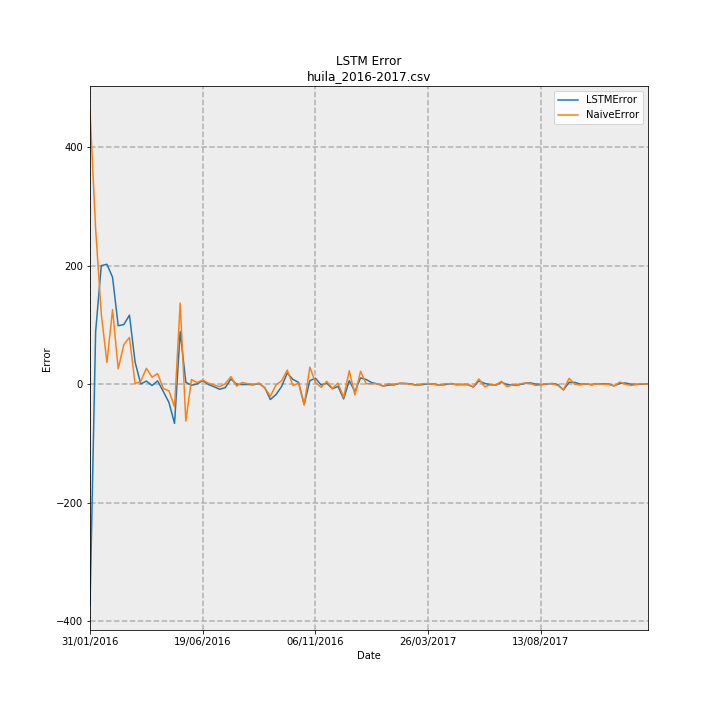 LSTM Error
huila_2016-2017.csv
LSTMError
NaiveError
Error
400
200
0
−200
−400
31/01/2016
19/06/2016
06/11/2016
26/03/2017
13/08/2017
Date